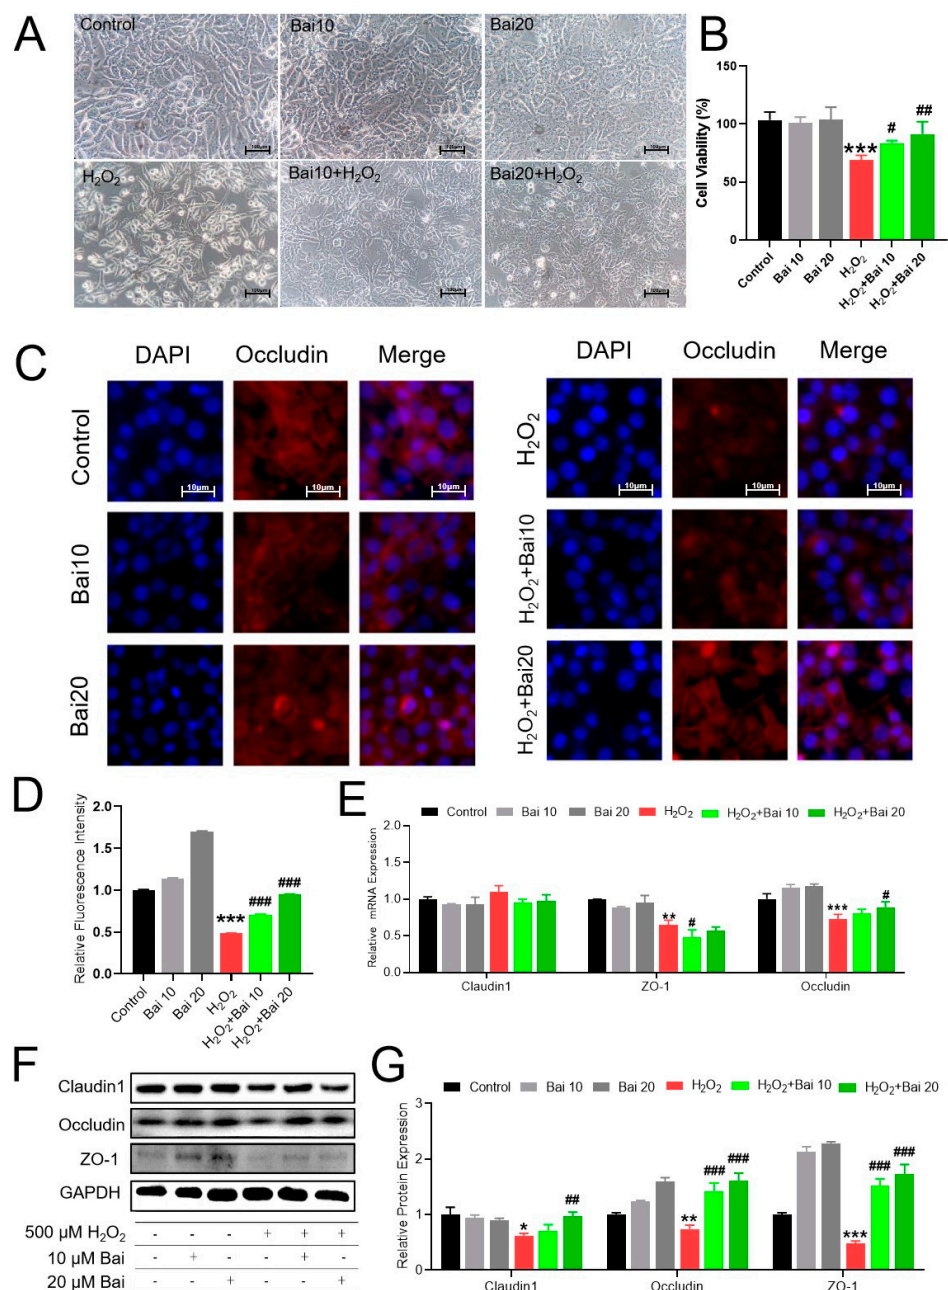 A
Control
Bai10
Bai20
100μm
100μm
100μm
H₂O₂
Bai10+H₂O₂
Bai20+H₂O₂
100μm
100μm
100μm
B
Cell Viability (%)
150
100
50
0
***
#
##
Control
Bai 10
Bai 20
H₂O₂
H₂O₂+Bai 10
H₂O₂+Bai 20
C
DAPI Occludin Merge
DAPI Occludin Merge
Control
10μm
10μm
10μm
Bai10
Bai20
H₂O₂
10μm
10μm
10μm
H₂O₂+Bai10
H₂O₂+Bai20
D
Relative Fluorescence Intensity
2.0
1.5
1.0
0.5
0.0
***
###
###
Control
Bai 10
Bai 20
H₂O₂
H₂O₂+Bai 10
H₂O₂+Bai 20
E
Control Bai 10 Bai 20 H₂O₂ H₂O₂+Bai 10 H₂O₂+Bai 20
Relative mRNA Expression
2.0
1.5
1.0
0.5
0.0
**
#
***
#
Claudin1 ZO-1 Occludin
F
Claudin1
Occludin
ZO-1
GAPDH
500 μM H₂O₂ - - - + + +
10 μM Bai - + - - + -
20 μM Bai - - + - - +
G
Control Bai 10 Bai 20 H₂O₂ H₂O₂+Bai 10 H₂O₂+Bai 20
Relative Protein Expression
3
2
1
0
*
##
**
###
###
***
###
###
Claudin1 Occludin ZO-1